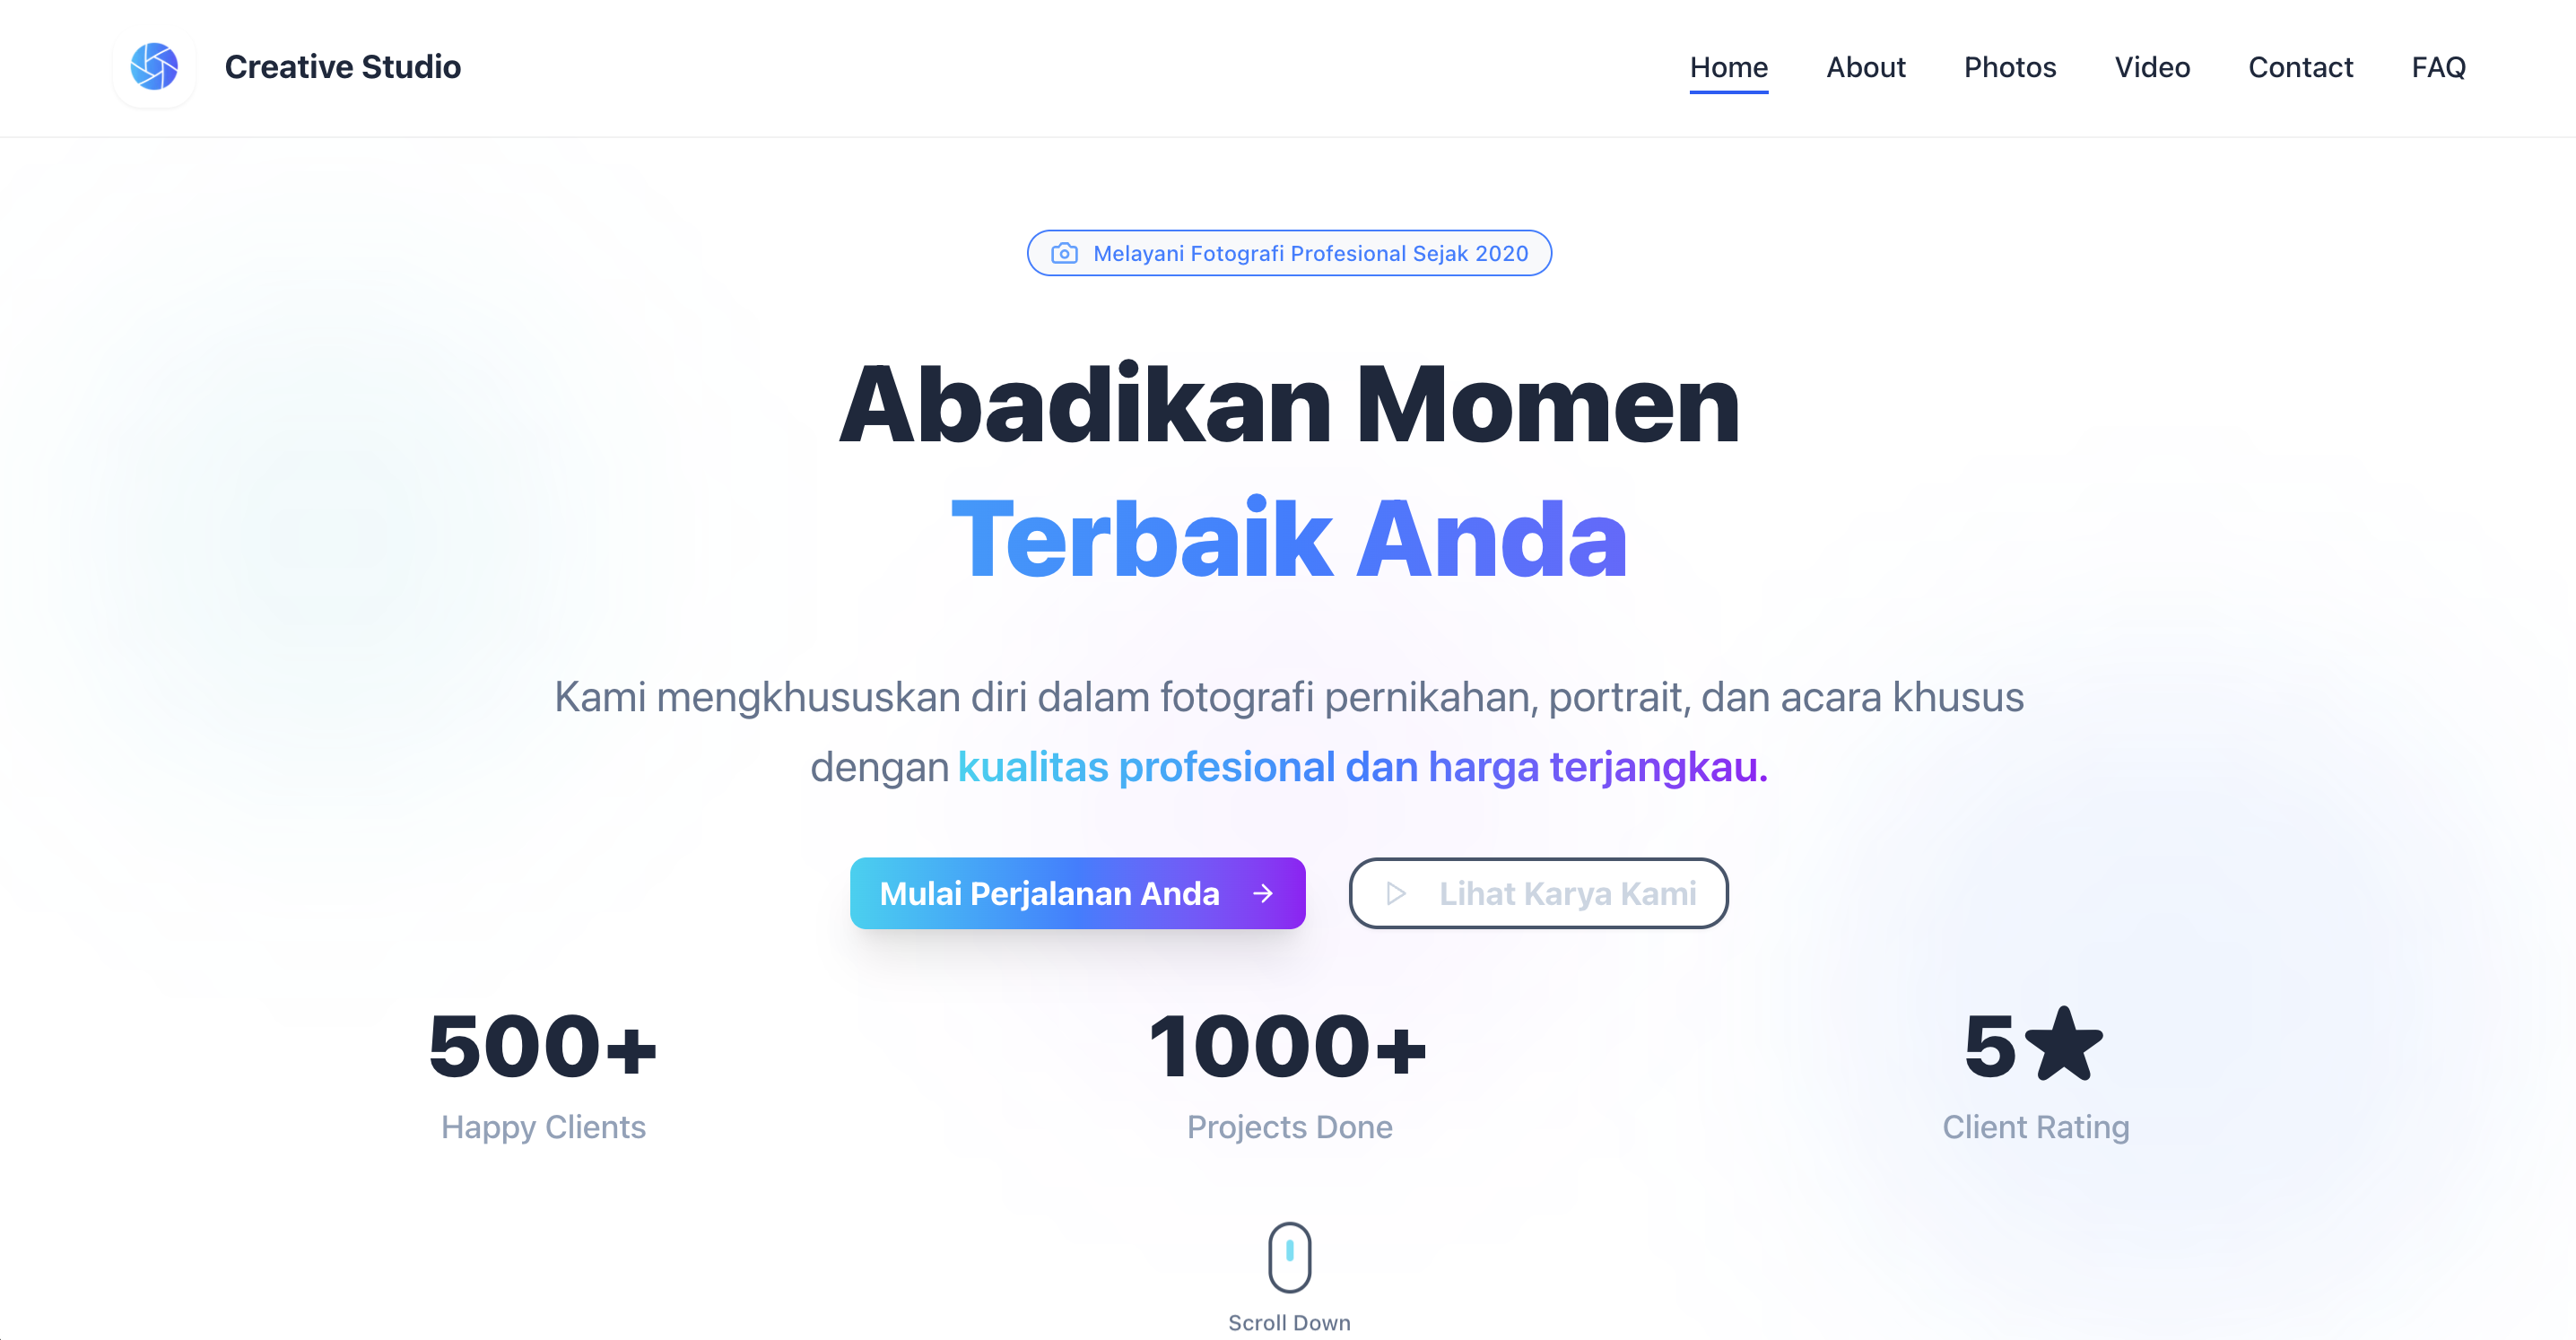 Creative Studio
Home About Photos Video Contact FAQ
Melayani Fotografi Profesional Sejak 2020
Abadikan Momen
Terbaik Anda
Kami mengkhususkan diri dalam fotografi pernikahan, portrait, dan acara khusus
dengan kualitas profesional dan harga terjangkau.
Mulai Perjalanan Anda →
Lihat Karya Kami
500+
Happy Clients
1000+
Projects Done
5★
Client Rating
Scroll Down